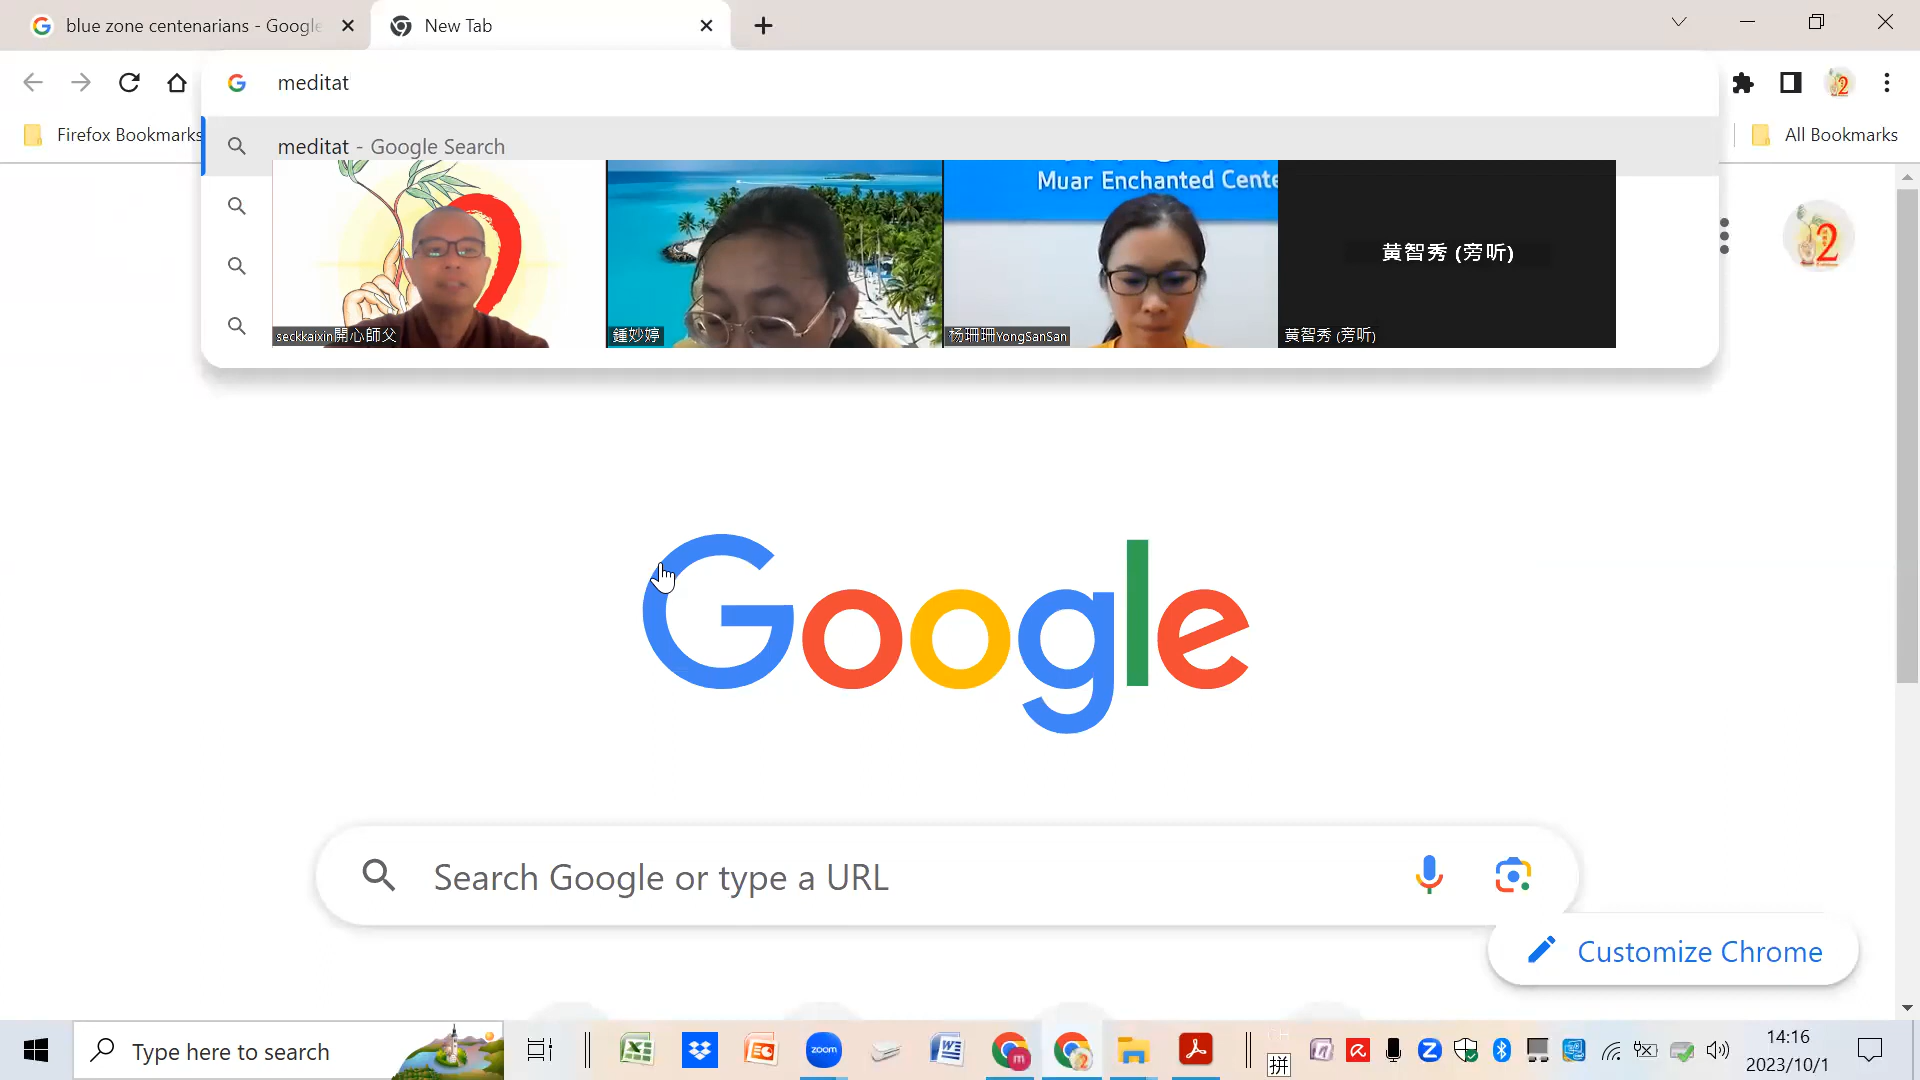 blue zone centenarians - Google
New Tab
meditat
Firefox Bookmarks
All Bookmarks
meditat - Google Search
Muar Enchanted Cente
黄智秀 (旁听)
seckkaixin開心師父
鍾妙婷
杨珊珊YongSanSan
黄智秀 (旁听)
2
Google
Search Google or type a URL
Customize Chrome
Type here to search
zoom
拼
14:16
2023/10/1